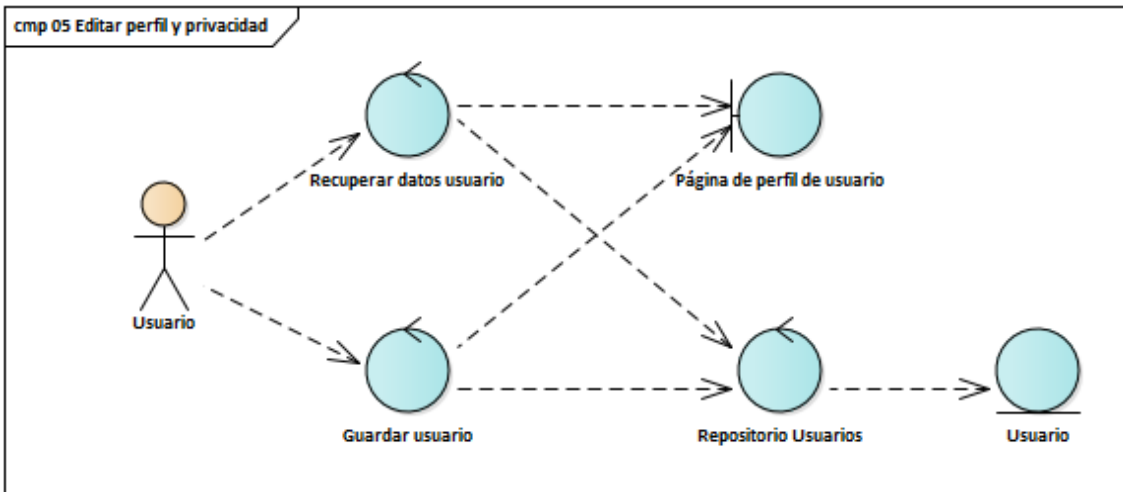 cmp 05 Editar perfil y privacidad
Recuperar datos usuario
Página de perfil de usuario
Usuario
Guardar usuario
Repositorio Usuarios
Usuario